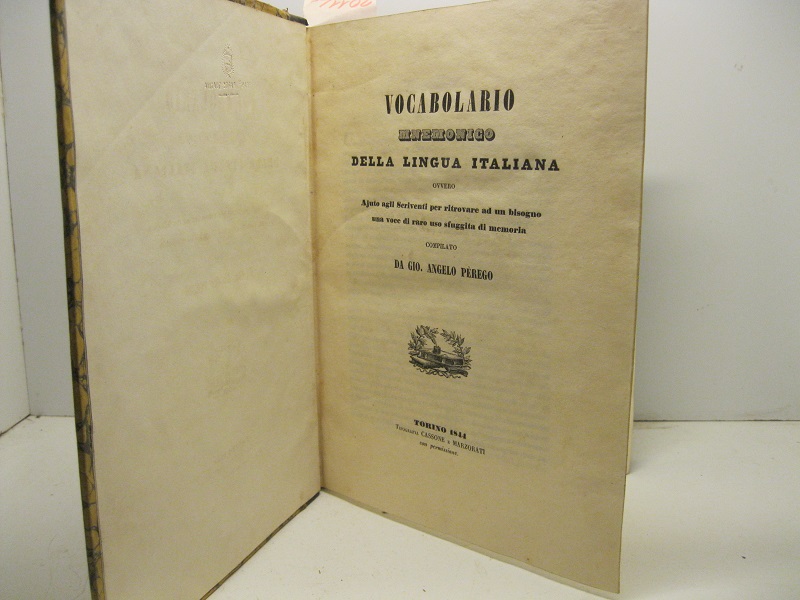 VOCABOLARIO
MNEMONICO
DELLA LINGUA ITALIANA
OVVERO
Ajuto agli Scriventi per ritrovare ad un bisogno
una voce di raro uso sfuggita di memoria
COMPILATO
DA GIO. ANGELO PÈREGO
TORINO 1844
Tipografia CASSONE e MARZORATI
con permissione.